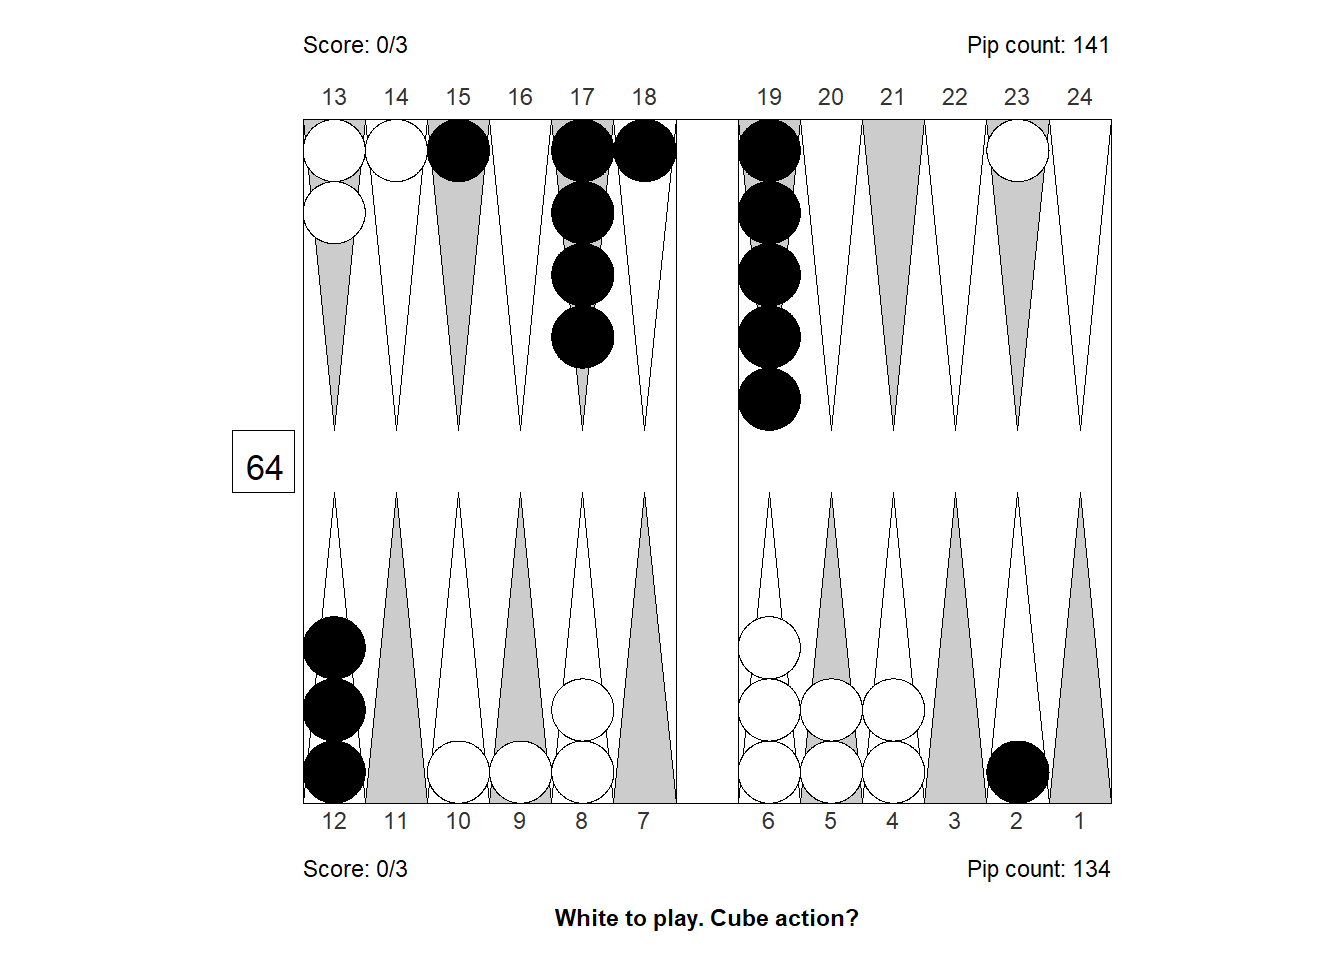 Score: 0/3 Pip count: 141
13 14 15 16 17 18 19 20 21 22 23 24
64
12 11 10 9 8 7 6 5 4 3 2 1
Score: 0/3 Pip count: 134
White to play. Cube action?